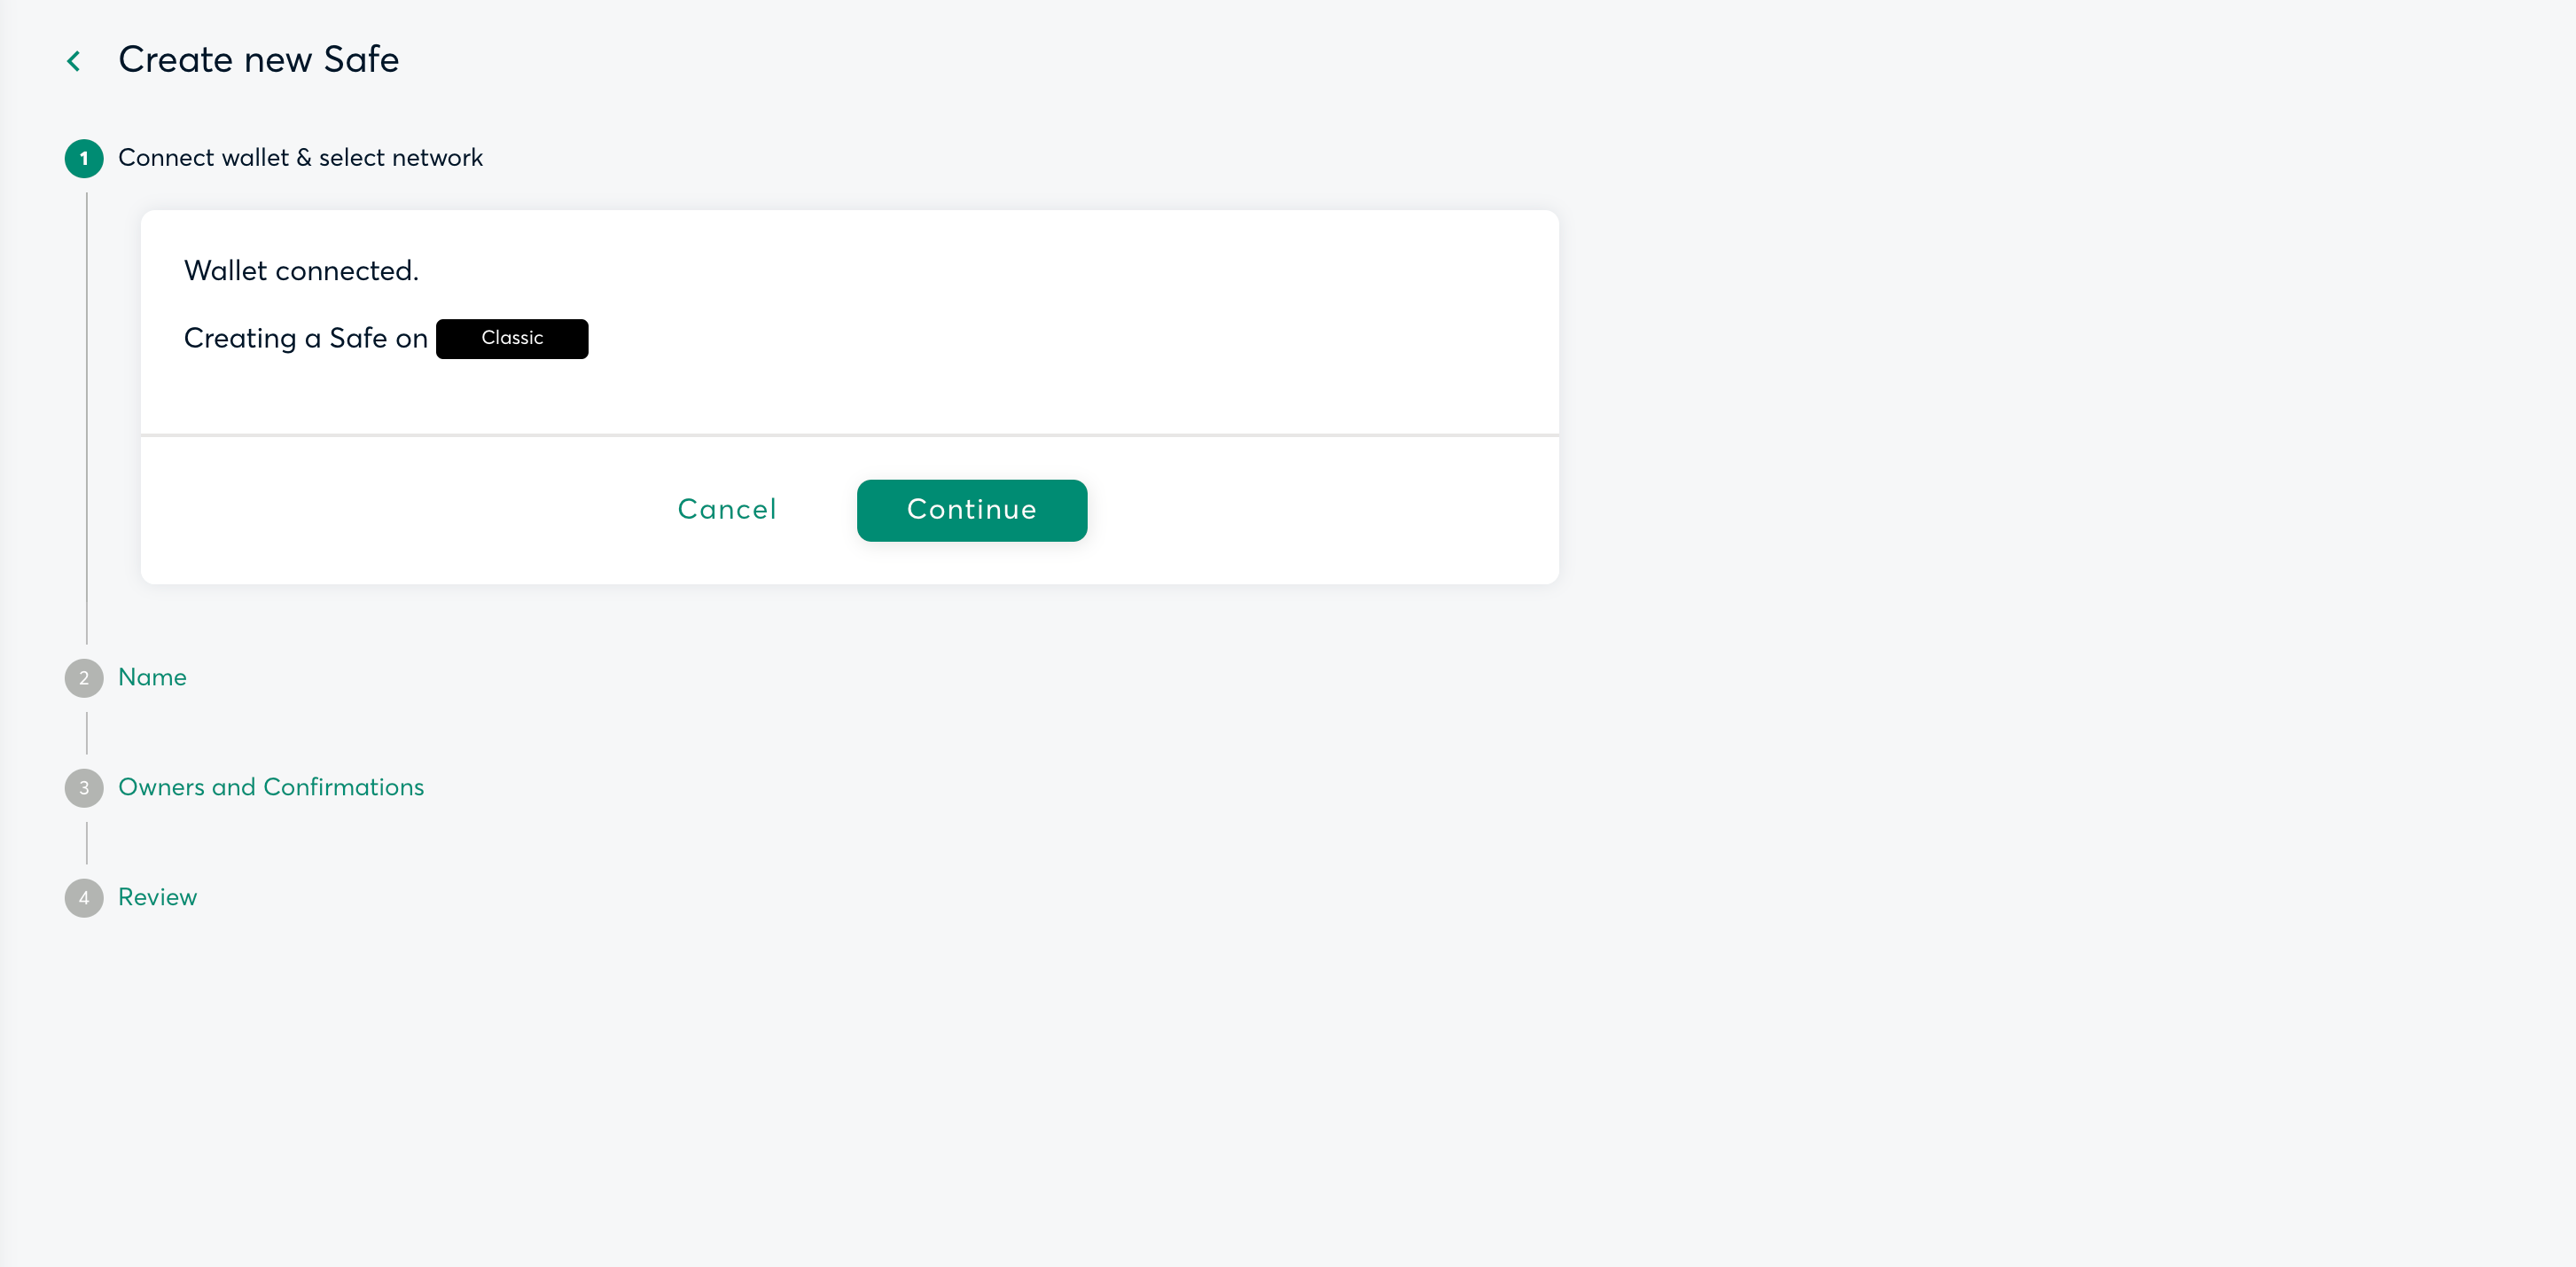 Create new Safe
1 Connect wallet & select network
Wallet connected.
Creating a Safe on Classic
Cancel Continue
2 Name
3 Owners and Confirmations
4 Review